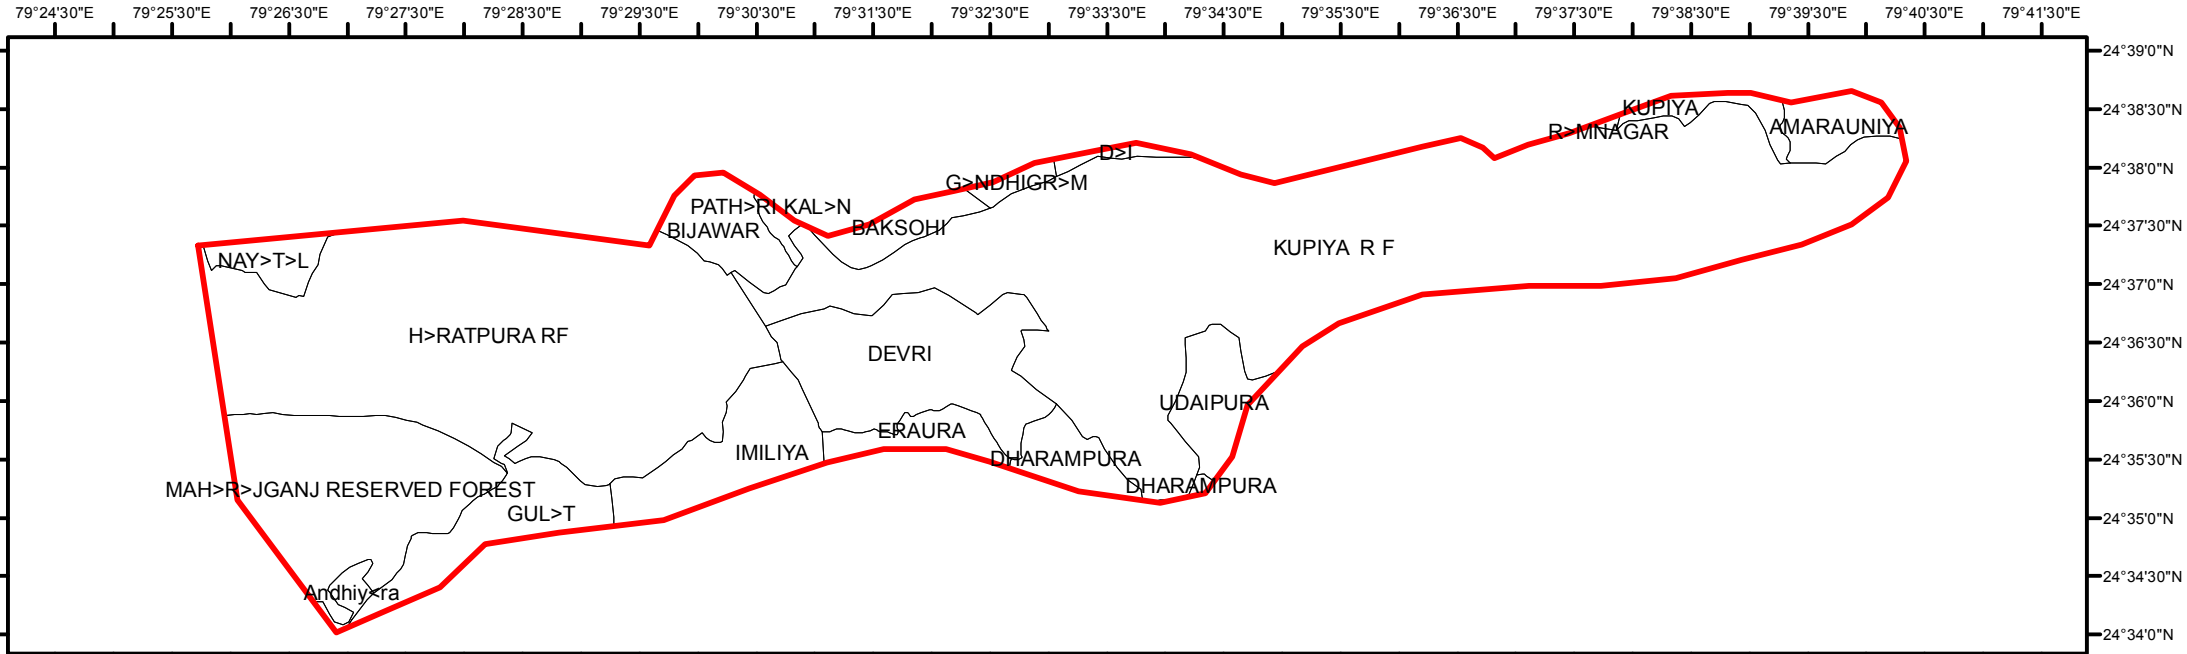 79°24'30"E 79°25'30"E 79°26'30"E 79°27'30"E 79°28'30"E 79°29'30"E 79°30'30"E 79°31'30"E 79°32'30"E 79°33'30"E 79°34'30"E 79°35'30"E 79°36'30"E 79°37'30"E 79°38'30"E 79°39'30"E 79°40'30"E 79°41'30"E
24°39'0"N
KUPIYA
24°38'30"N
R>MNAGAR
AMARAUNIYA
D>I
24°38'0"N
G>NDHIGR>M
PATH>RI KAL>N
BIJAWAR
BAKSOHI
24°37'30"N
KUPIYA R F
NAY>T>L
24°37'0"N
H>RATPURA RF
24°36'30"N
DEVRI
UDAIPURA
24°36'0"N
ERAURA
IMILIYA
DHARAMPURA
24°35'30"N
MAH>R>JGANJ RESERVED FOREST
DHARAMPURA
GUL>T
24°35'0"N
24°34'30"N
Andhiy<ra
24°34'0"N